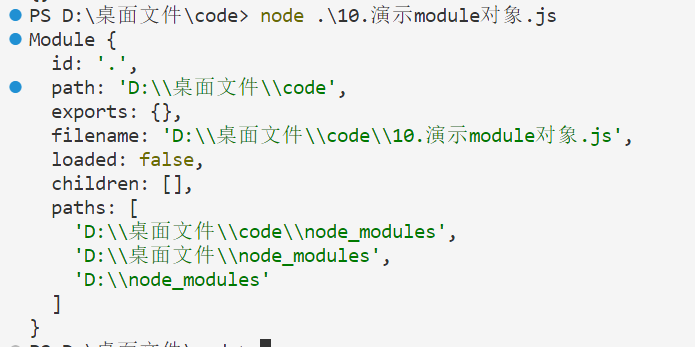 PS D:\桌面文件\code> node .\10.演示module对象.js
Module {
  id: '.',
  path: 'D:\\桌面文件\\code',
  exports: {},
  filename: 'D:\\桌面文件\\code\\10.演示module对象.js',
  loaded: false,
  children: [],
  paths: [
    'D:\\桌面文件\\code\\node_modules',
    'D:\\桌面文件\\node_modules',
    'D:\\node_modules'
  ]
}